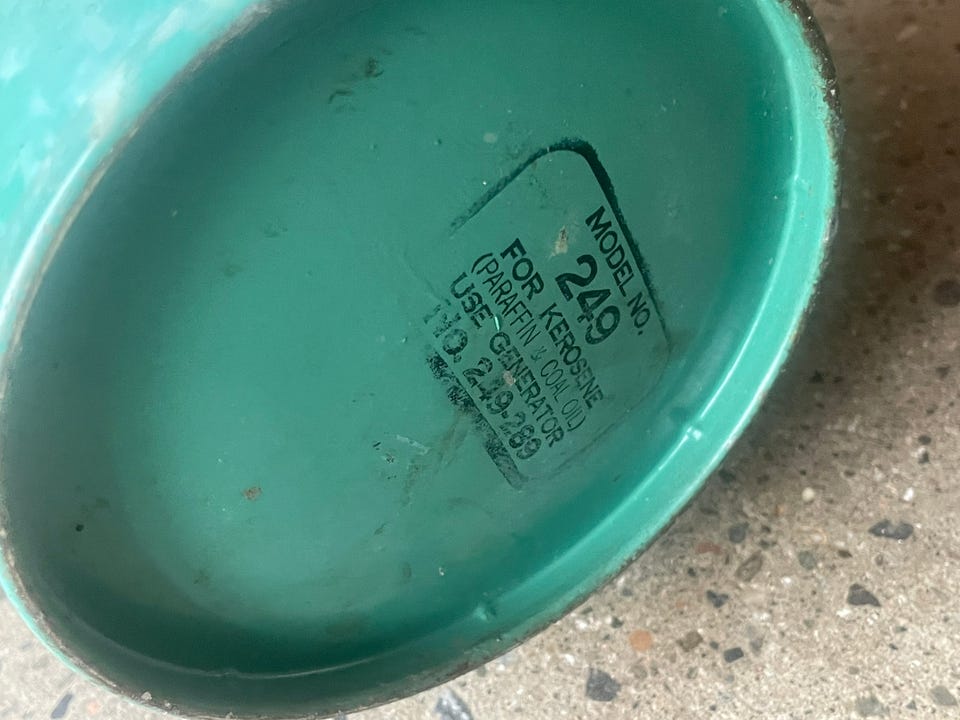 MODEL NO.
249
FOR KEROSENE
(PARAFFIN & COAL OIL)
USE GENERATOR
No. 249-289